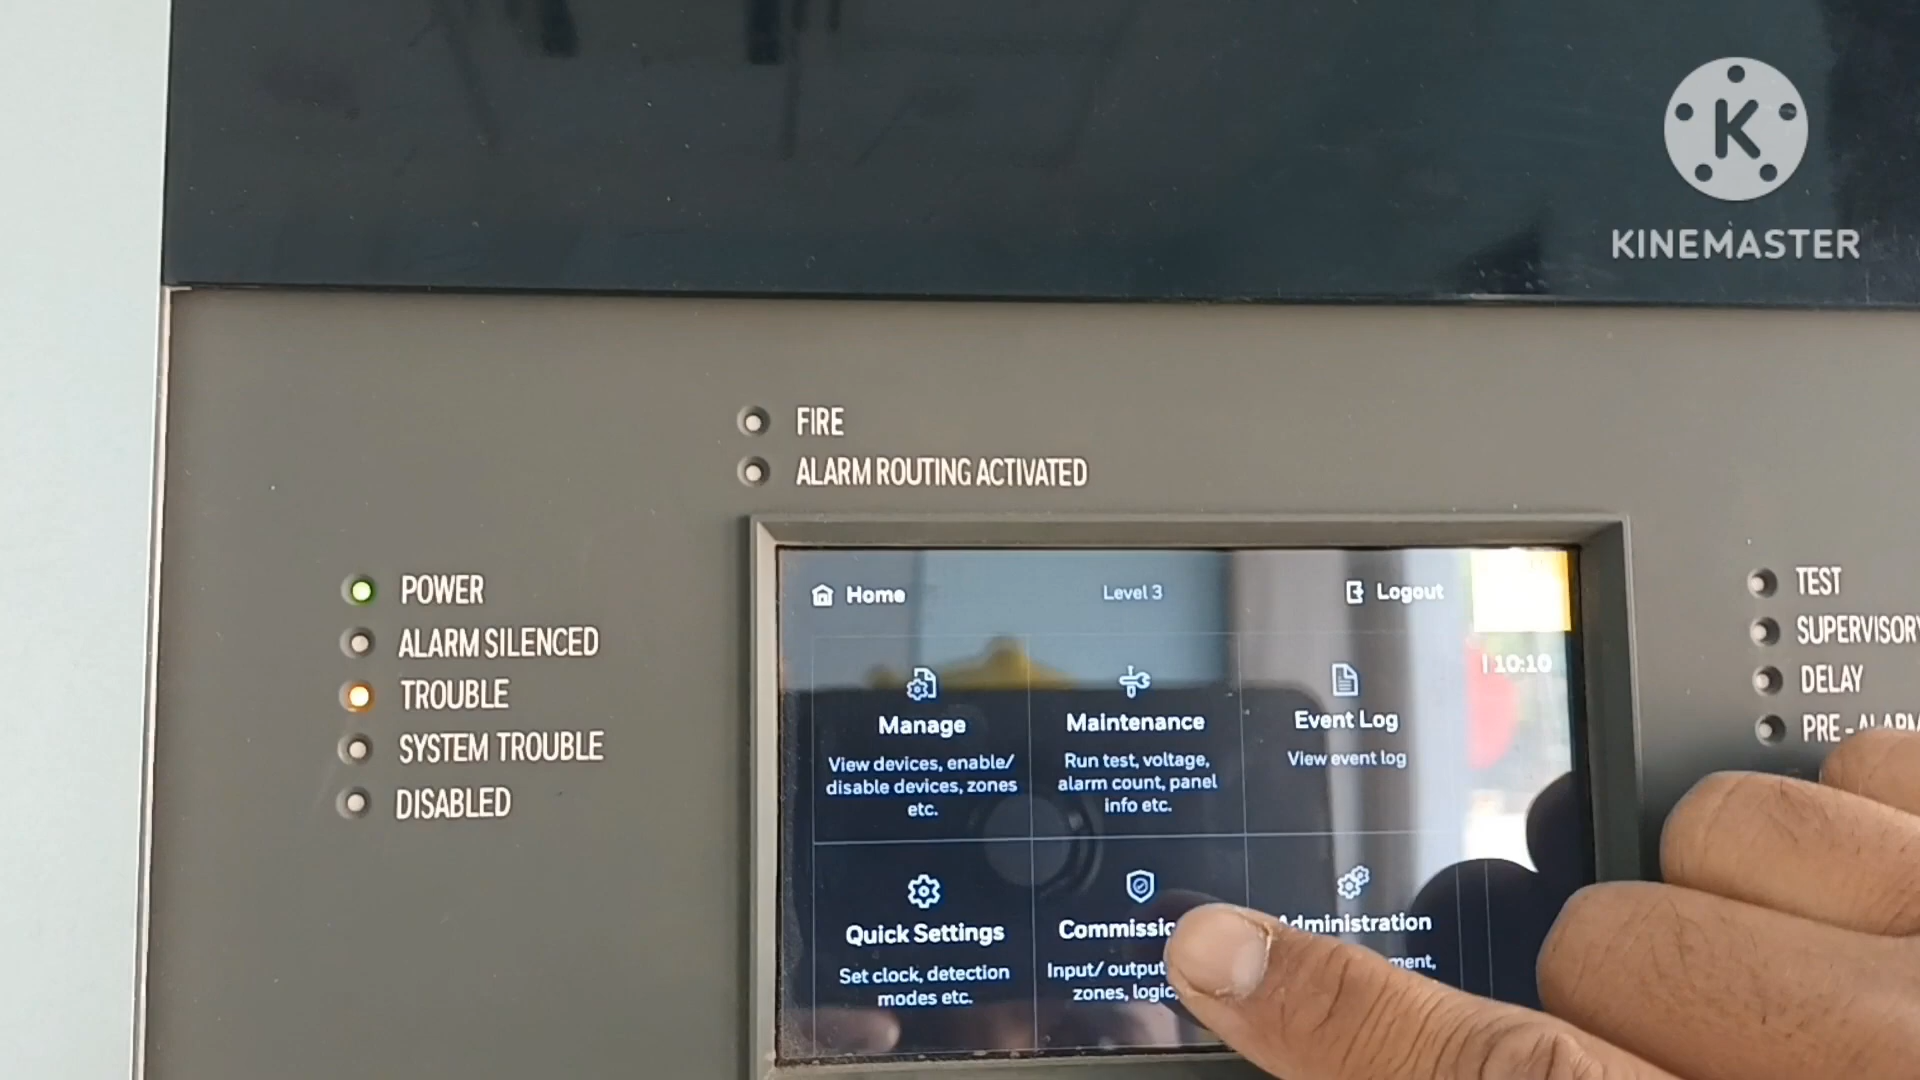 K
KINEMASTER
FIRE
ALARM ROUTING ACTIVATED
POWER
ALARM SILENCED
TROUBLE
SYSTEM TROUBLE
DISABLED
Home
Level 3
Logout
10:10
Manage
View devices, enable/
disable devices, zones
etc.
Maintenance
Run test, voltage,
alarm count, panel
info etc.
Event Log
View event log
Quick Settings
Set clock, detection
modes etc.
Input/ output
zones, logic,
TEST
SUPERVISORY
DELAY